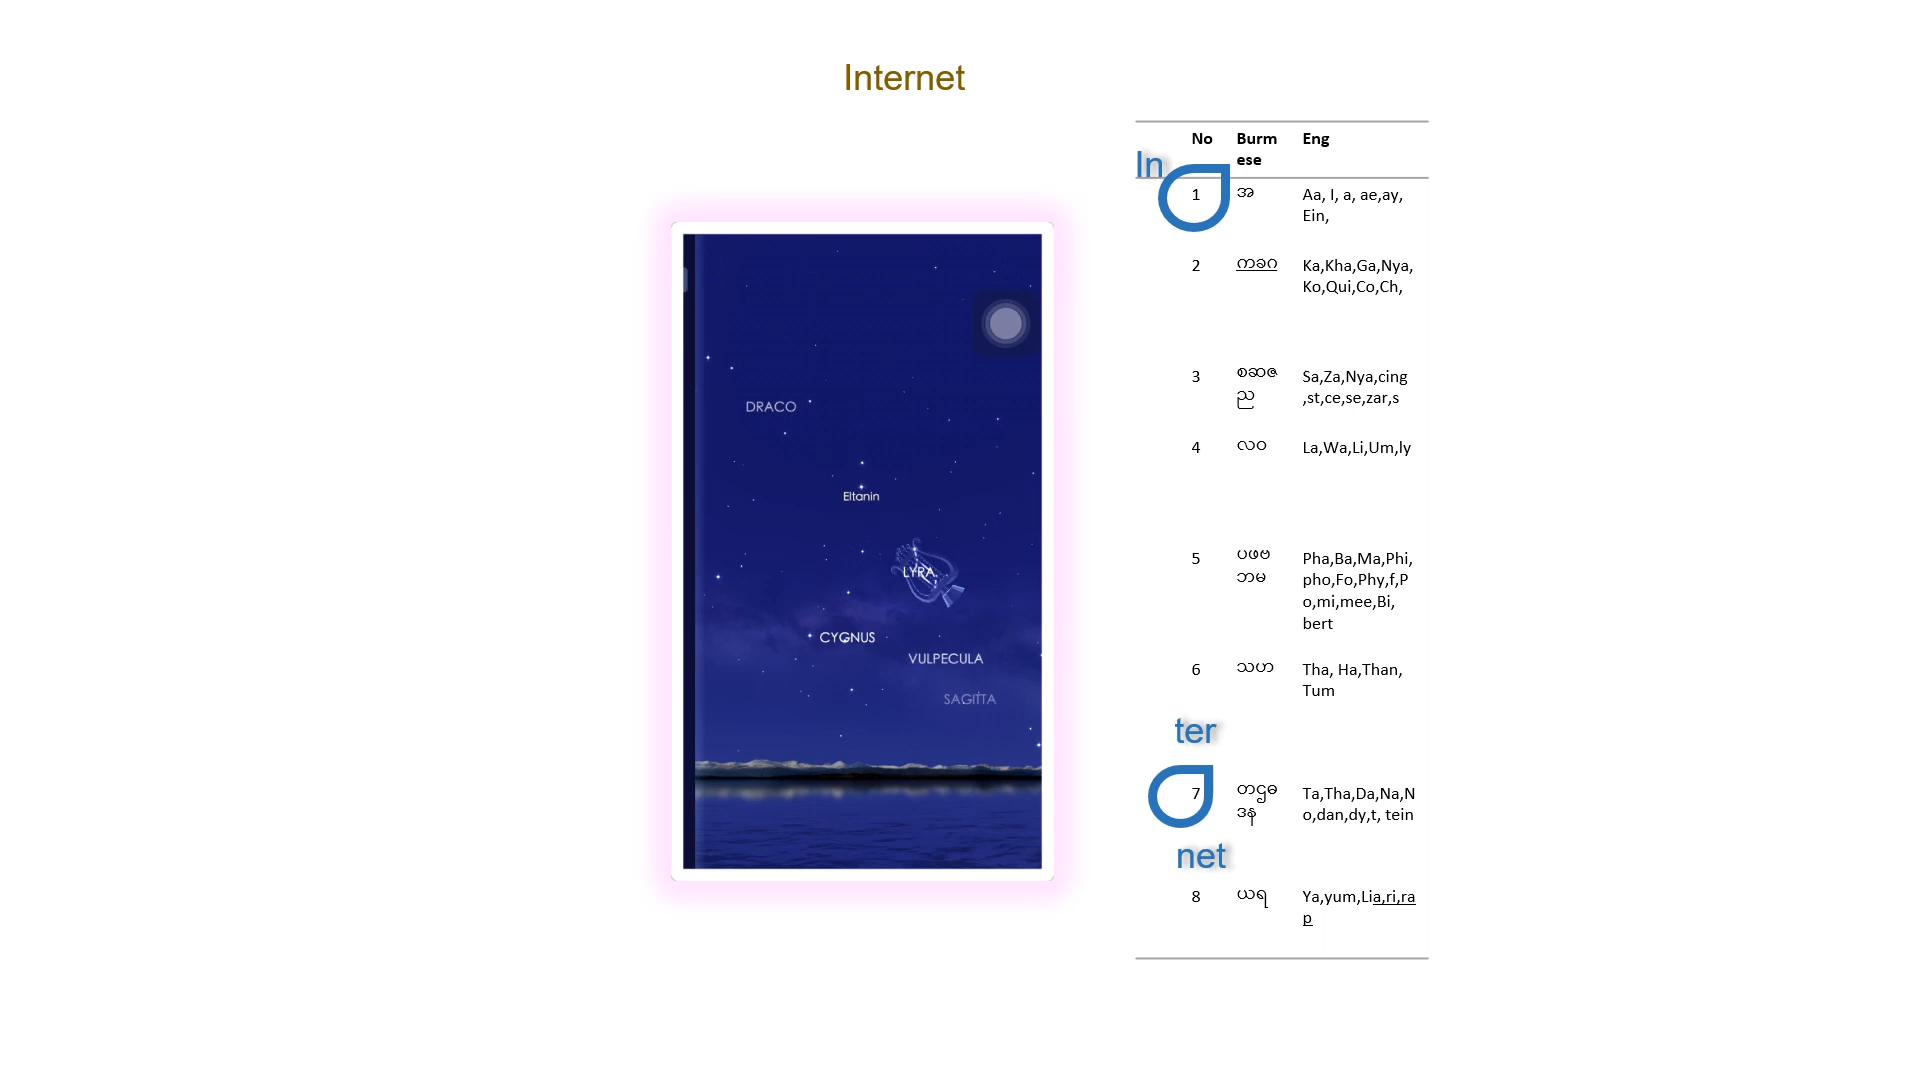 Internet
No Burm Eng
ese
In
1 အ Aa, I, a, ae,ay,
Ein,
2 ကခဂ Ka,Kha,Ga,Nya,
Ko,Qui,Co,Ch,
3 စဆဇ Sa,Za,Nya,cing
ည ,st,ce,se,zar,s
4 လဝ La,Wa,Li,Um,ly
5 ပဖဗ Pha,Ba,Ma,Phi,
ဘမ pho,Fo,Phy,f,P
o,mi,mee,Bi,
bert
6 သဟ Tha, Ha,Than,
Tum
ter
7 တဌဓ Ta,Tha,Da,Na,N
ဒန o,dan,dy,t, tein
net
8 ယရ Ya,yum,Lia,ri,ra
p
DRACO
Eltanin
LYRA
CYGNUS
VULPECULA
SAGITTA